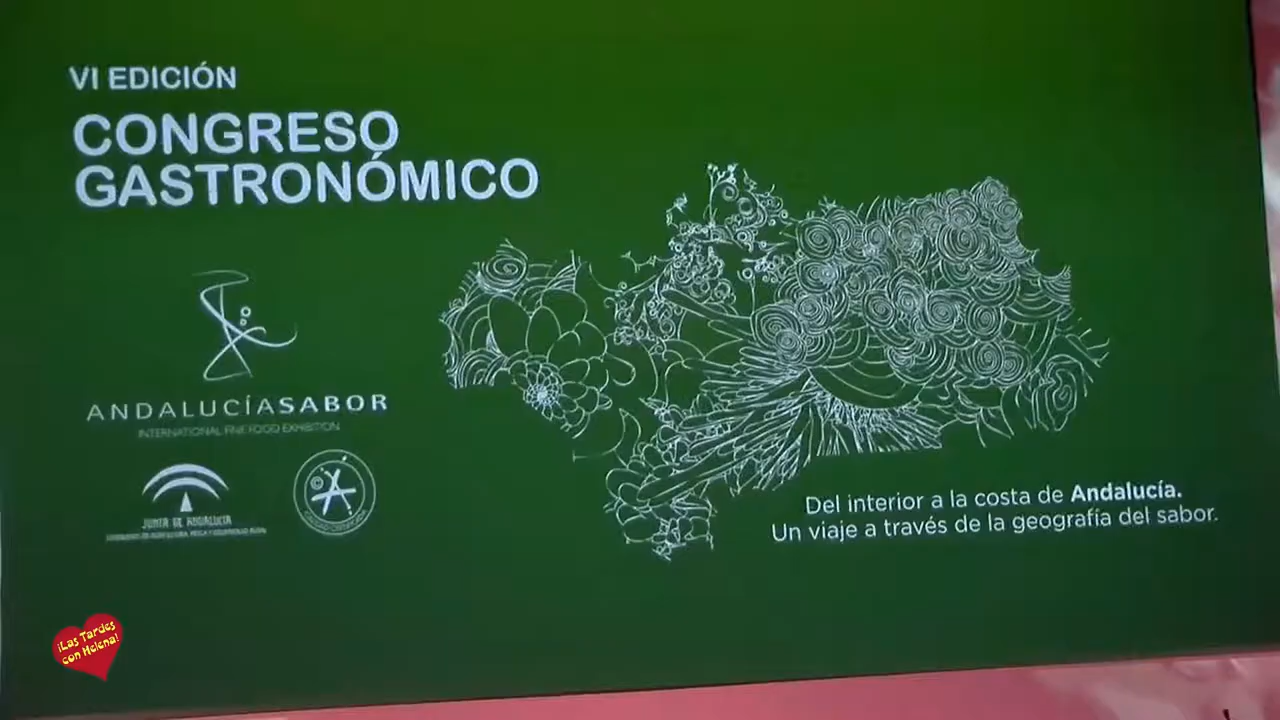 VI EDICIÓN
CONGRESO
GASTRONÓMICO
ANDALUCÍASABOR
INTERNATIONAL FINE FOOD EXHIBITION
JUNTA DE ANDALUCIA
Del interior a la costa de Andalucía.
Un viaje a través de la geografía del sabor.
¡Las Tardes
con Helena!